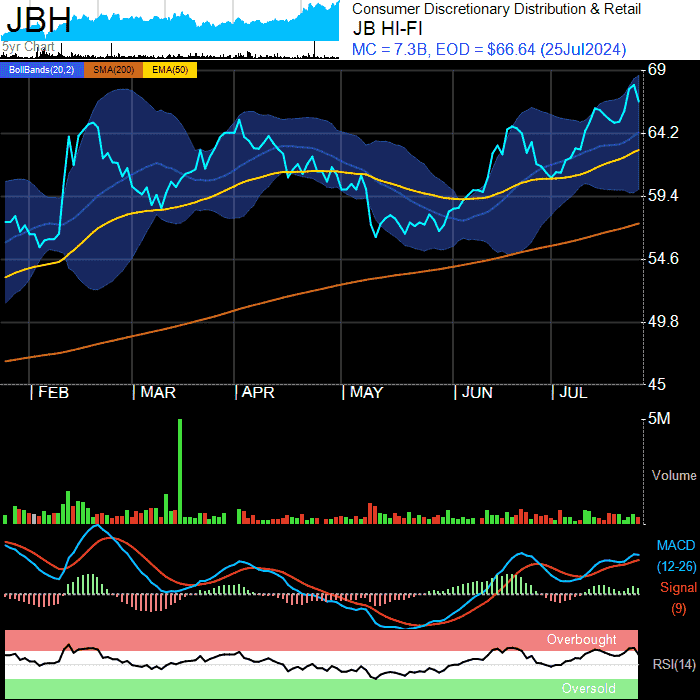 JBH
5yr Chart
Consumer Discretionary Distribution & Retail
JB HI-FI
MC = 7.3B, EOD = $66.64 (25Jul2024)
BollBands(20,2) SMA(200) EMA(50)
69
64.2
59.4
54.6
49.8
45
FEB MAR APR MAY JUN JUL
5M
Volume
MACD
(12-26)
Signal
(9)
Overbought
RSI(14)
Oversold